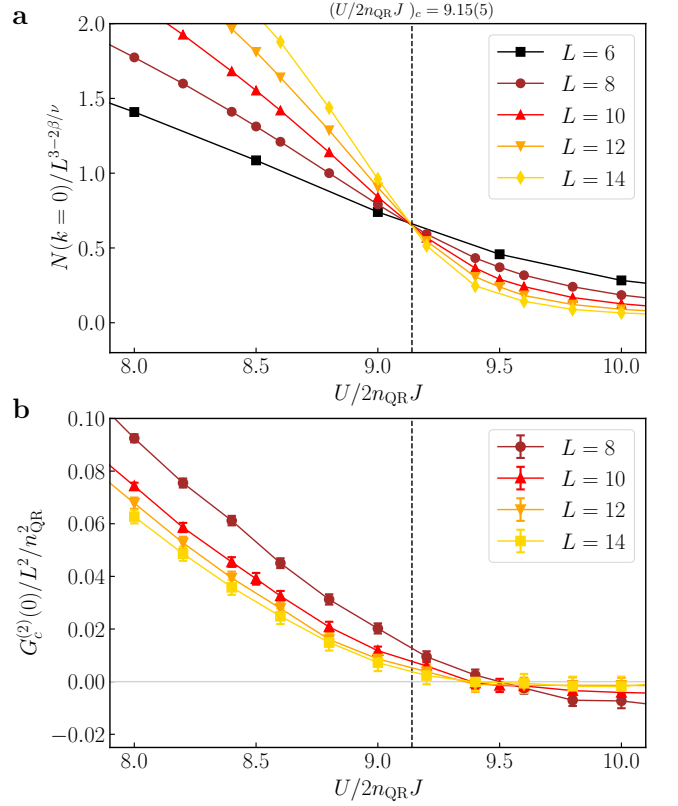 (U/2n_QR J)_c = 9.15(5)
a
2.0
1.5
1.0
0.5
0.0
N(k = 0)/L^{3−2β/ν}
L = 6
L = 8
L = 10
L = 12
L = 14
8.0 8.5 9.0 9.5 10.0
U/2n_QR J
b
0.10
0.08
0.06
0.04
0.02
0.00
−0.02
G_c^{(2)}(0)/L^2/n_QR^2
L = 8
L = 10
L = 12
L = 14
8.0 8.5 9.0 9.5 10.0
U/2n_QR J